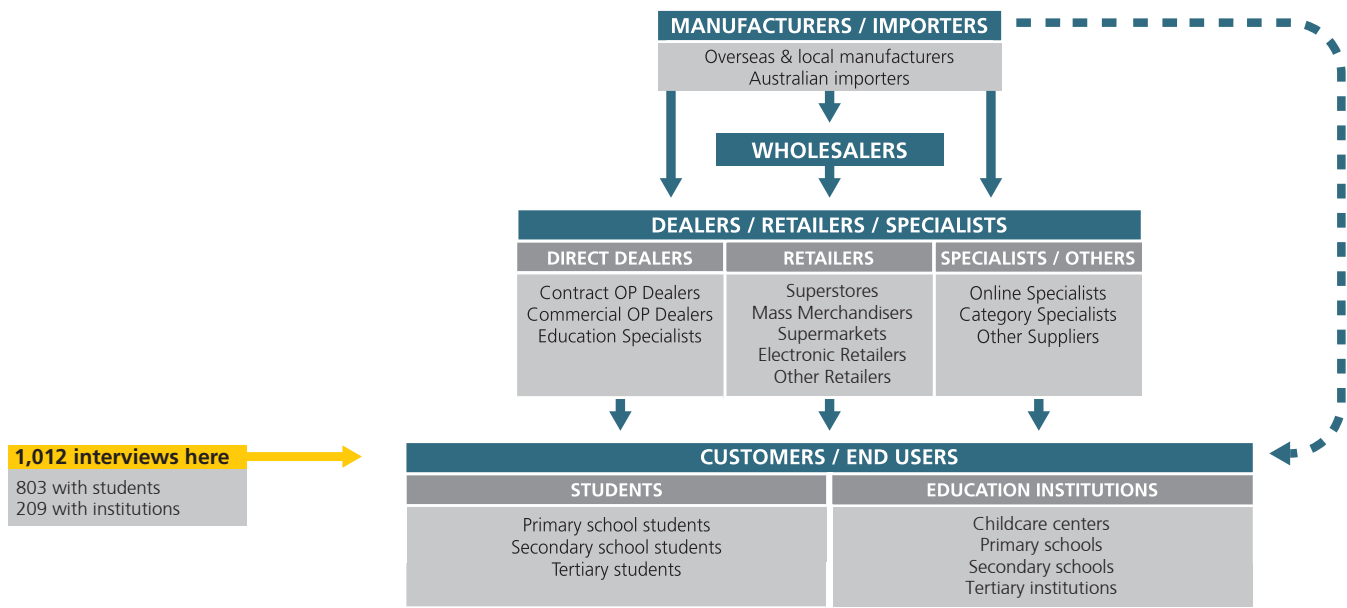 MANUFACTURERS / IMPORTERS
Overseas & local manufacturers
Australian importers
WHOLESALERS
DEALERS / RETAILERS / SPECIALISTS
DIRECT DEALERS
Contract OP Dealers
Commercial OP Dealers
Education Specialists
RETAILERS
Superstores
Mass Merchandisers
Supermarkets
Electronic Retailers
Other Retailers
SPECIALISTS / OTHERS
Online Specialists
Category Specialists
Other Suppliers
1,012 interviews here
803 with students
209 with institutions
CUSTOMERS / END USERS
STUDENTS
Primary school students
Secondary school students
Tertiary students
EDUCATION INSTITUTIONS
Childcare centers
Primary schools
Secondary schools
Tertiary institutions